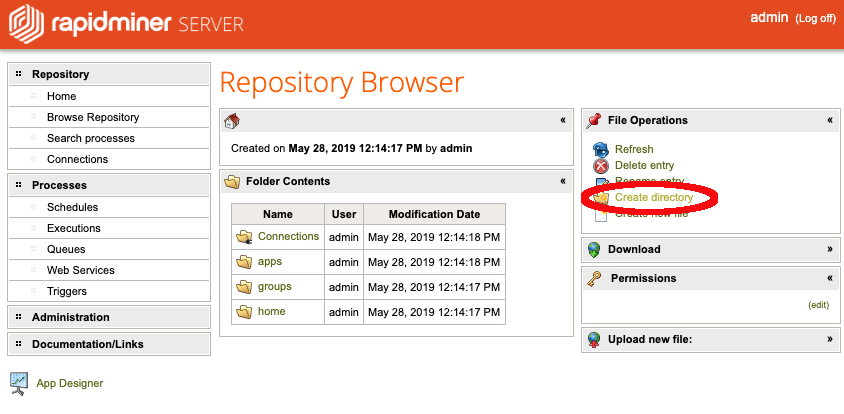 rapidminer SERVER
admin (Log off)
Repository
Home
Browse Repository
Search processes
Connections
Processes
Schedules
Executions
Queues
Web Services
Triggers
Administration
Documentation/Links
App Designer
Repository Browser
«
Created on May 28, 2019 12:14:17 PM by admin
Folder Contents «
Name User Modification Date
Connections admin May 28, 2019 12:14:18 PM
apps admin May 28, 2019 12:14:18 PM
groups admin May 28, 2019 12:14:17 PM
home admin May 28, 2019 12:14:17 PM
File Operations «
Refresh
Delete entry
Rename entry
Create directory
Create new file
Download »
Permissions «
(edit)
Upload new file: »